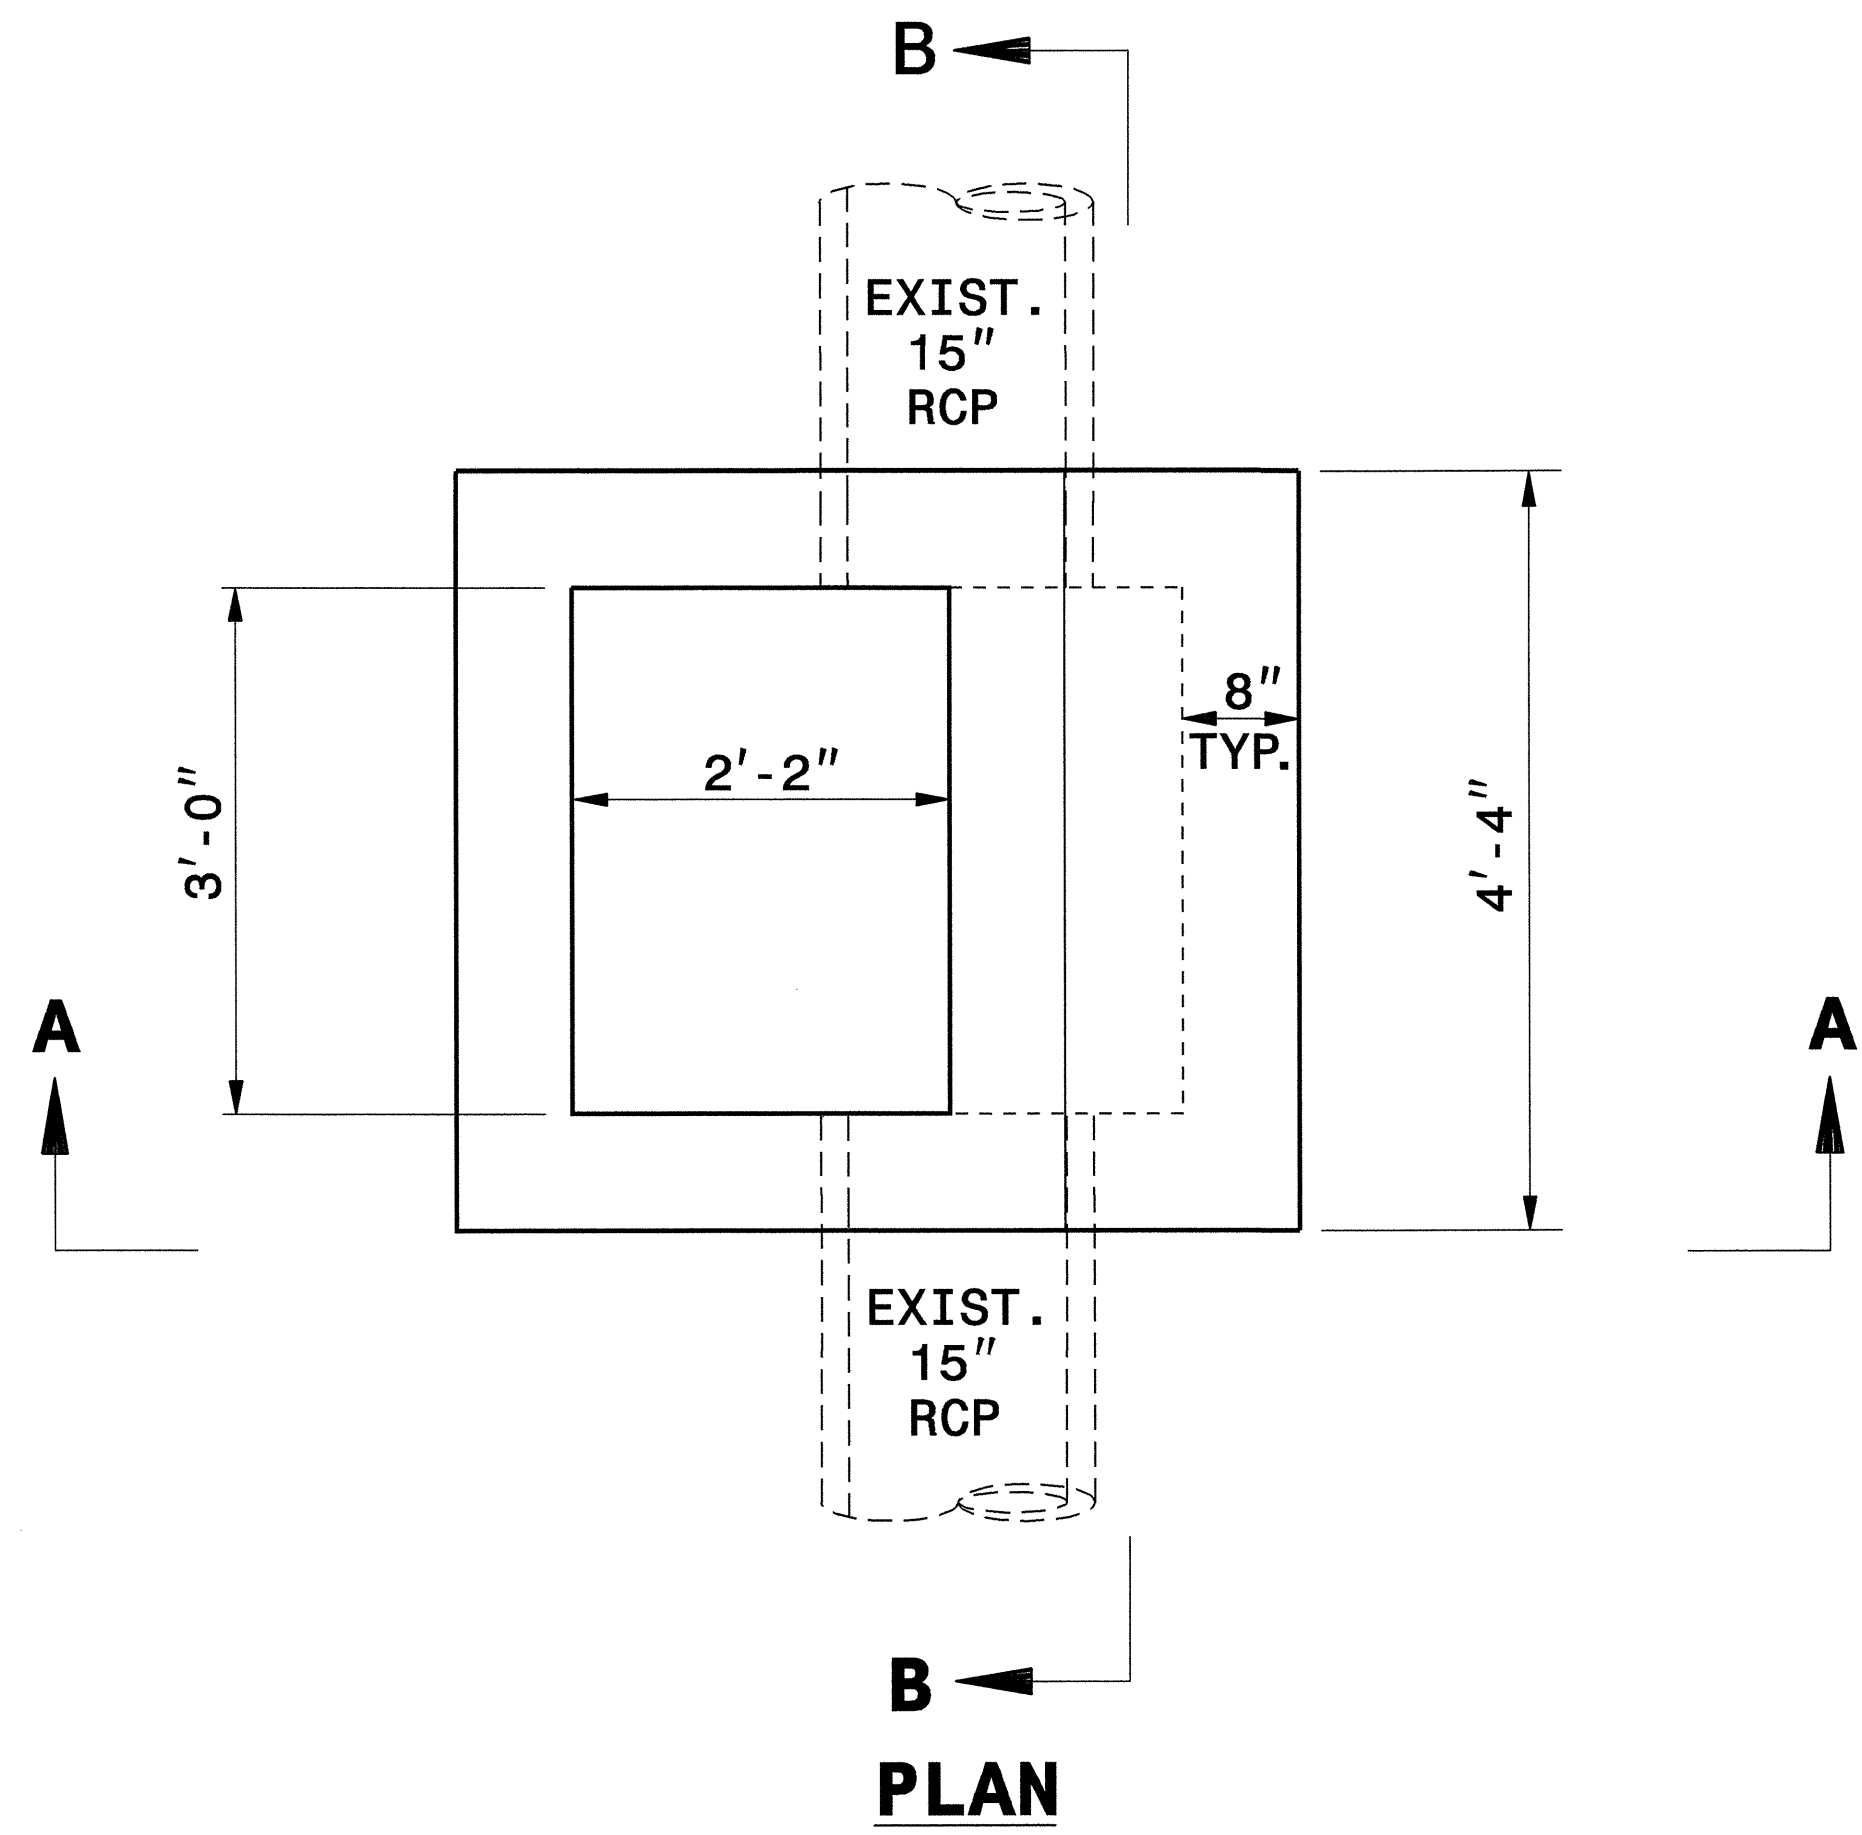 B
EXIST.
15"
RCP
8"
TYP.
2'-2"
3'-0"
4'-4"
A
A
EXIST.
15"
RCP
B
PLAN